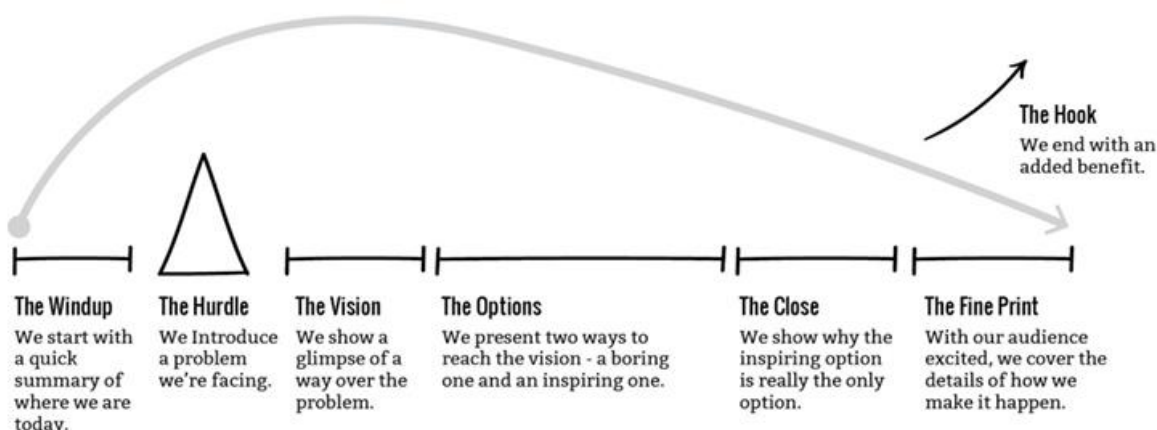 The Hook
We end with an
added benefit.
The Windup
We start with
a quick
summary of
where we are
today.
The Hurdle
We Introduce
a problem
we're facing.
The Vision
We show a
glimpse of a
way over the
problem.
The Options
We present two ways to
reach the vision - a boring
one and an inspiring one.
The Close
We show why the
inspiring option
is really the only
option.
The Fine Print
With our audience
excited, we cover the
details of how we
make it happen.